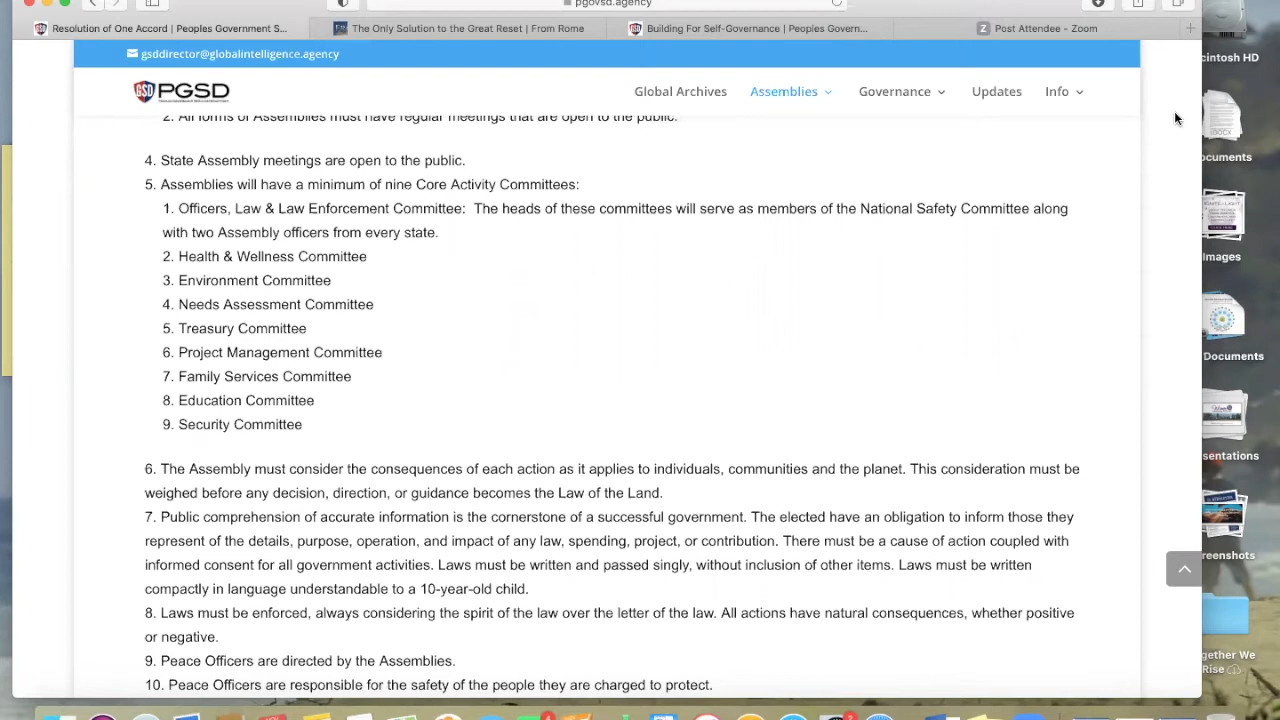 pgovsd.agency
Resolution of One Accord | Peoples Government S...
The Only Solution to the Great Reset | From Rome
Building For Self-Governance | Peoples Govern...
Z Post Attendee - Zoom
gsddirector@globalintelligence.agency
GSD PGSD
Global Archives
Assemblies
Governance
Updates
Info
2. All forms of Assemblies must have regular meetings that are open to the public.
4. State Assembly meetings are open to the public.
5. Assemblies will have a minimum of nine Core Activity Committees:
1. Officers, Law & Law Enforcement Committee: The heads of these committees will serve as members of the National Safety Committee along
with two Assembly officers from every state.
2. Health & Wellness Committee
3. Environment Committee
4. Needs Assessment Committee
5. Treasury Committee
6. Project Management Committee
7. Family Services Committee
8. Education Committee
9. Security Committee
6. The Assembly must consider the consequences of each action as it applies to individuals, communities and the planet. This consideration must be
weighed before any decision, direction, or guidance becomes the Law of the Land.
7. Public comprehension of accurate information is the cornerstone of a successful government. The elected have an obligation to inform those they
represent of the details, purpose, operation, and impact of any law, spending, project, or contribution. There must be a cause of action coupled with
informed consent for all government activities. Laws must be written and passed singly, without inclusion of other items. Laws must be written
compactly in language understandable to a 10-year-old child.
8. Laws must be enforced, always considering the spirit of the law over the letter of the law. All actions have natural consequences, whether positive
or negative.
9. Peace Officers are directed by the Assemblies.
10. Peace Officers are responsible for the safety of the people they are charged to protect.
cintosh HD
ocuments
Images
Documents
sentations
reenshots
ogether We
Rise